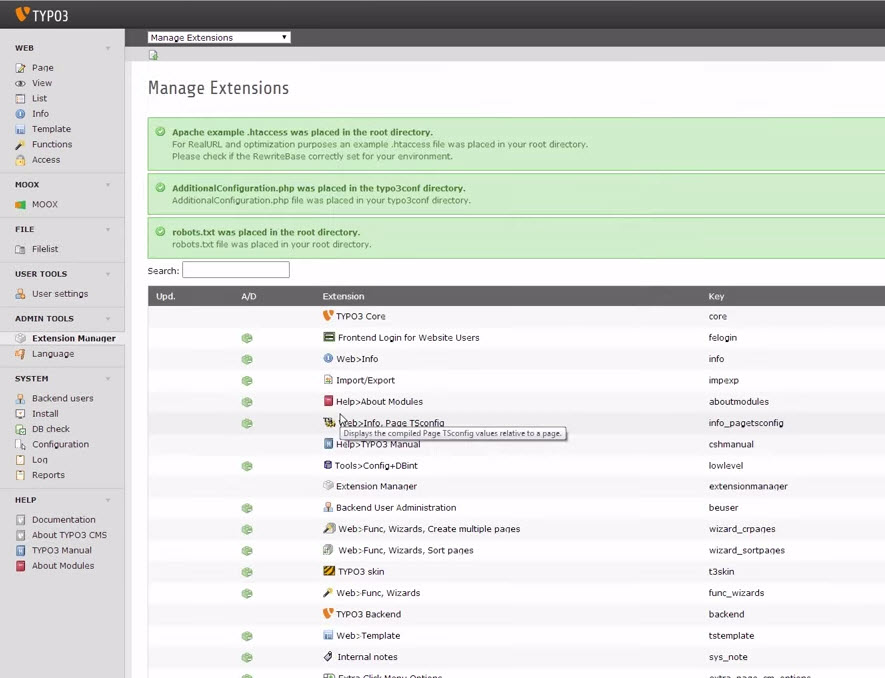 TYPO3
Manage Extensions
WEB
Page
View
List
Info
Template
Functions
Access
MOOX
MOOX
FILE
Filelist
USER TOOLS
User settings
ADMIN TOOLS
Extension Manager
Language
SYSTEM
Backend users
Install
DB check
Configuration
Log
Reports
HELP
Documentation
About TYPO3 CMS
TYPO3 Manual
About Modules
Manage Extensions
Apache example .htaccess was placed in the root directory.
For RealURL and optimization purposes an example .htaccess file was placed in your root directory.
Please check if the RewriteBase correctly set for your environment.
AdditionalConfiguration.php was placed in the typo3conf directory.
AdditionalConfiguration.php file was placed in your typo3conf directory.
robots.txt was placed in the root directory.
robots.txt file was placed in your root directory.
Search:
Upd. A/D Extension Key
TYPO3 Core core
Frontend Login for Website Users felogin
Web>Info info
Import/Export impexp
Help>About Modules aboutmodules
Web>Info, Page TSconfig info_pagetsconfig
Displays the compiled Page TSconfig values relative to a page.
Help>TYPO3 Manual cshmanual
Tools>Config+DBint lowlevel
Extension Manager extensionmanager
Backend User Administration beuser
Web>Func, Wizards, Create multiple pages wizard_crpages
Web>Func, Wizards, Sort pages wizard_sortpages
TYPO3 skin t3skin
Web>Func, Wizards func_wizards
TYPO3 Backend backend
Web>Template tstemplate
Internal notes sys_note
Extra Click Menu Options extra_page_cm_options